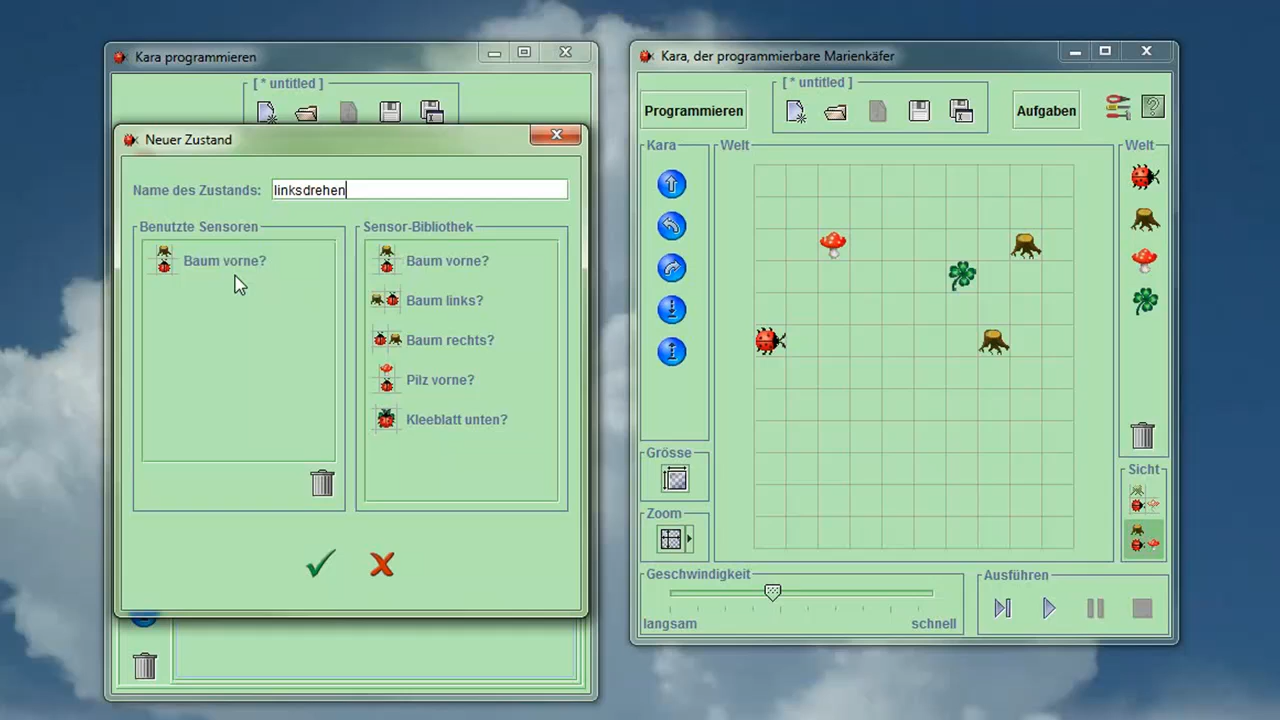 Kara programmieren
[ * untitled ]
Neuer Zustand
Name des Zustands: linksdrehen
Benutzte Sensoren
Baum vorne?
Sensor-Bibliothek
Baum vorne?
Baum links?
Baum rechts?
Pilz vorne?
Kleeblatt unten?
Kara, der programmierbare Marienkäfer
Programmieren
[ * untitled ]
Aufgaben
?
Kara
Welt
Welt
Grösse
Zoom
Sicht
Geschwindigkeit
langsam
schnell
Ausführen